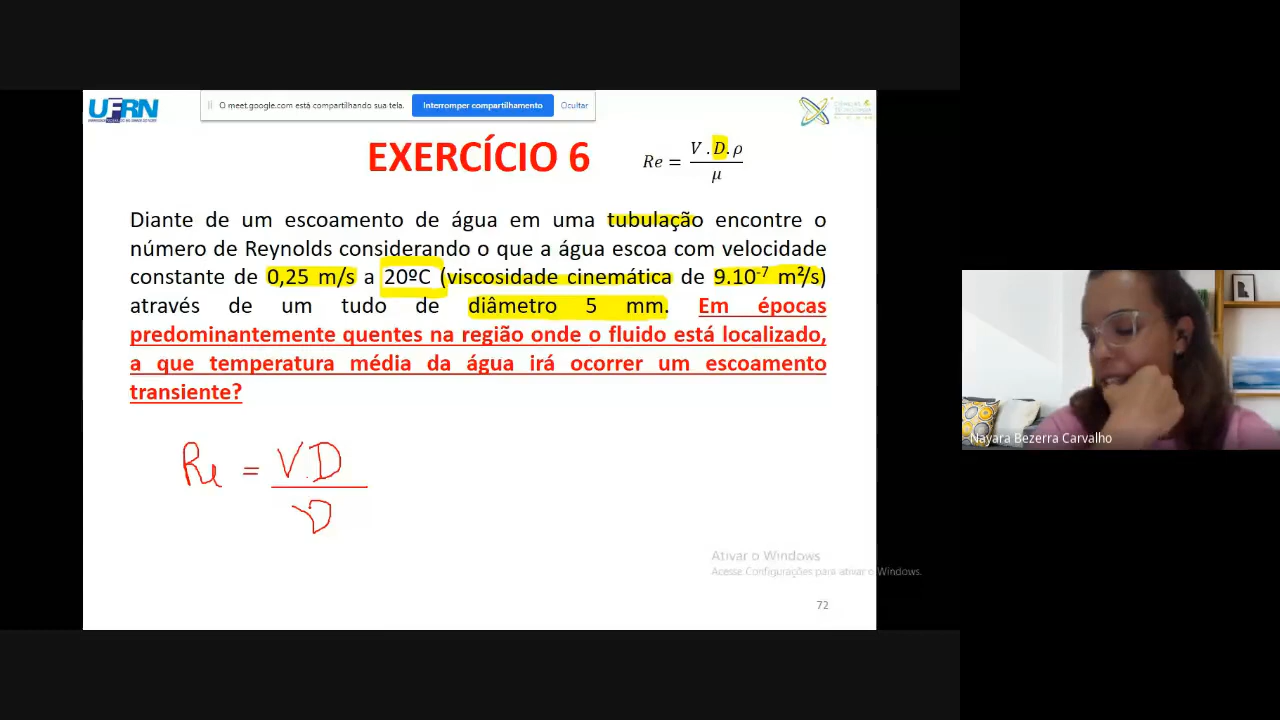 UFRN
O meet.google.com está compartilhando sua tela. Interromper compartilhamento Ocultar
EXERCÍCIO 6
Re = V . D . ρ / μ
Diante de um escoamento de água em uma tubulação encontre o
número de Reynolds considerando o que a água escoa com velocidade
constante de 0,25 m/s a 20ºC (viscosidade cinemática de 9.10⁻⁷ m²/s)
através de um tudo de diâmetro 5 mm. Em épocas
predominantemente quentes na região onde o fluido está localizado,
a que temperatura média da água irá ocorrer um escoamento
transiente?
Re = V.D / ν
Nayara Bezerra Carvalho
Ativar o Windows
Acesse Configurações para ativar o Windows.
72